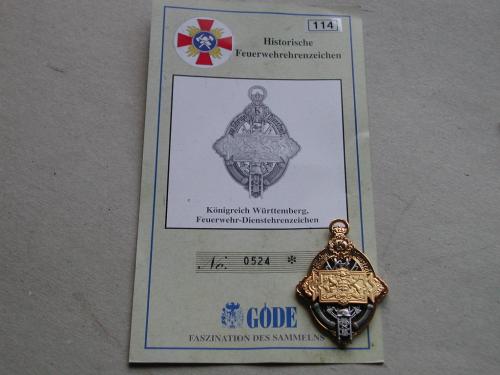 114
Historische
Feuerwehrehrenzeichen
Königreich Württemberg,
Feuerwehr-Dienstehrenzeichen
No. 0524 *
GÖDE
FASZINATION DES SAMMELNS